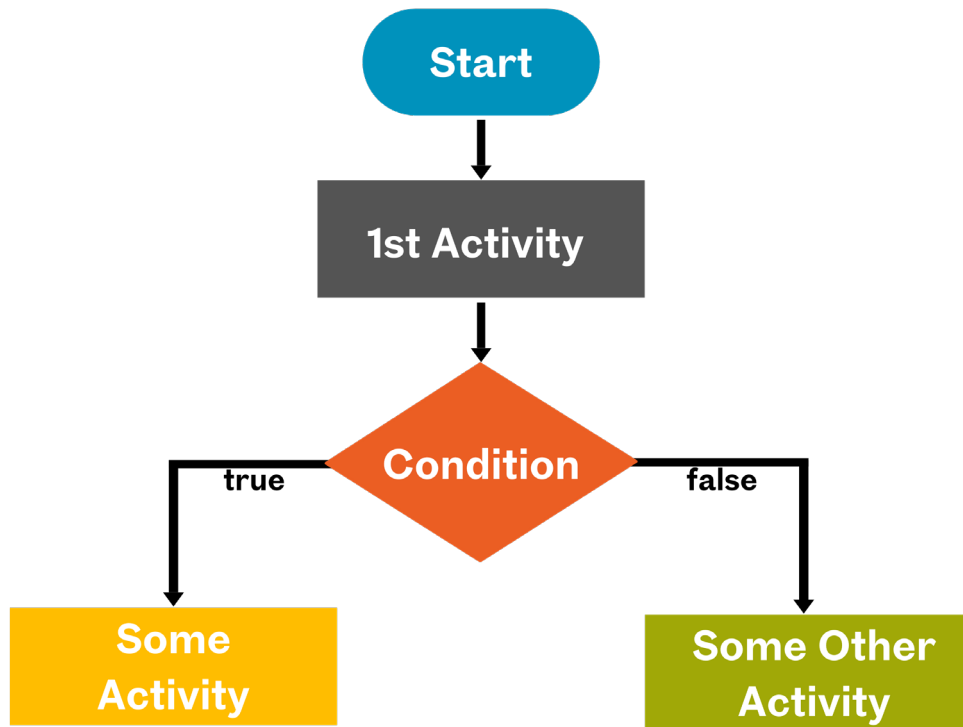 Start
1st Activity
Condition
true
false
Some
Activity
Some Other
Activity